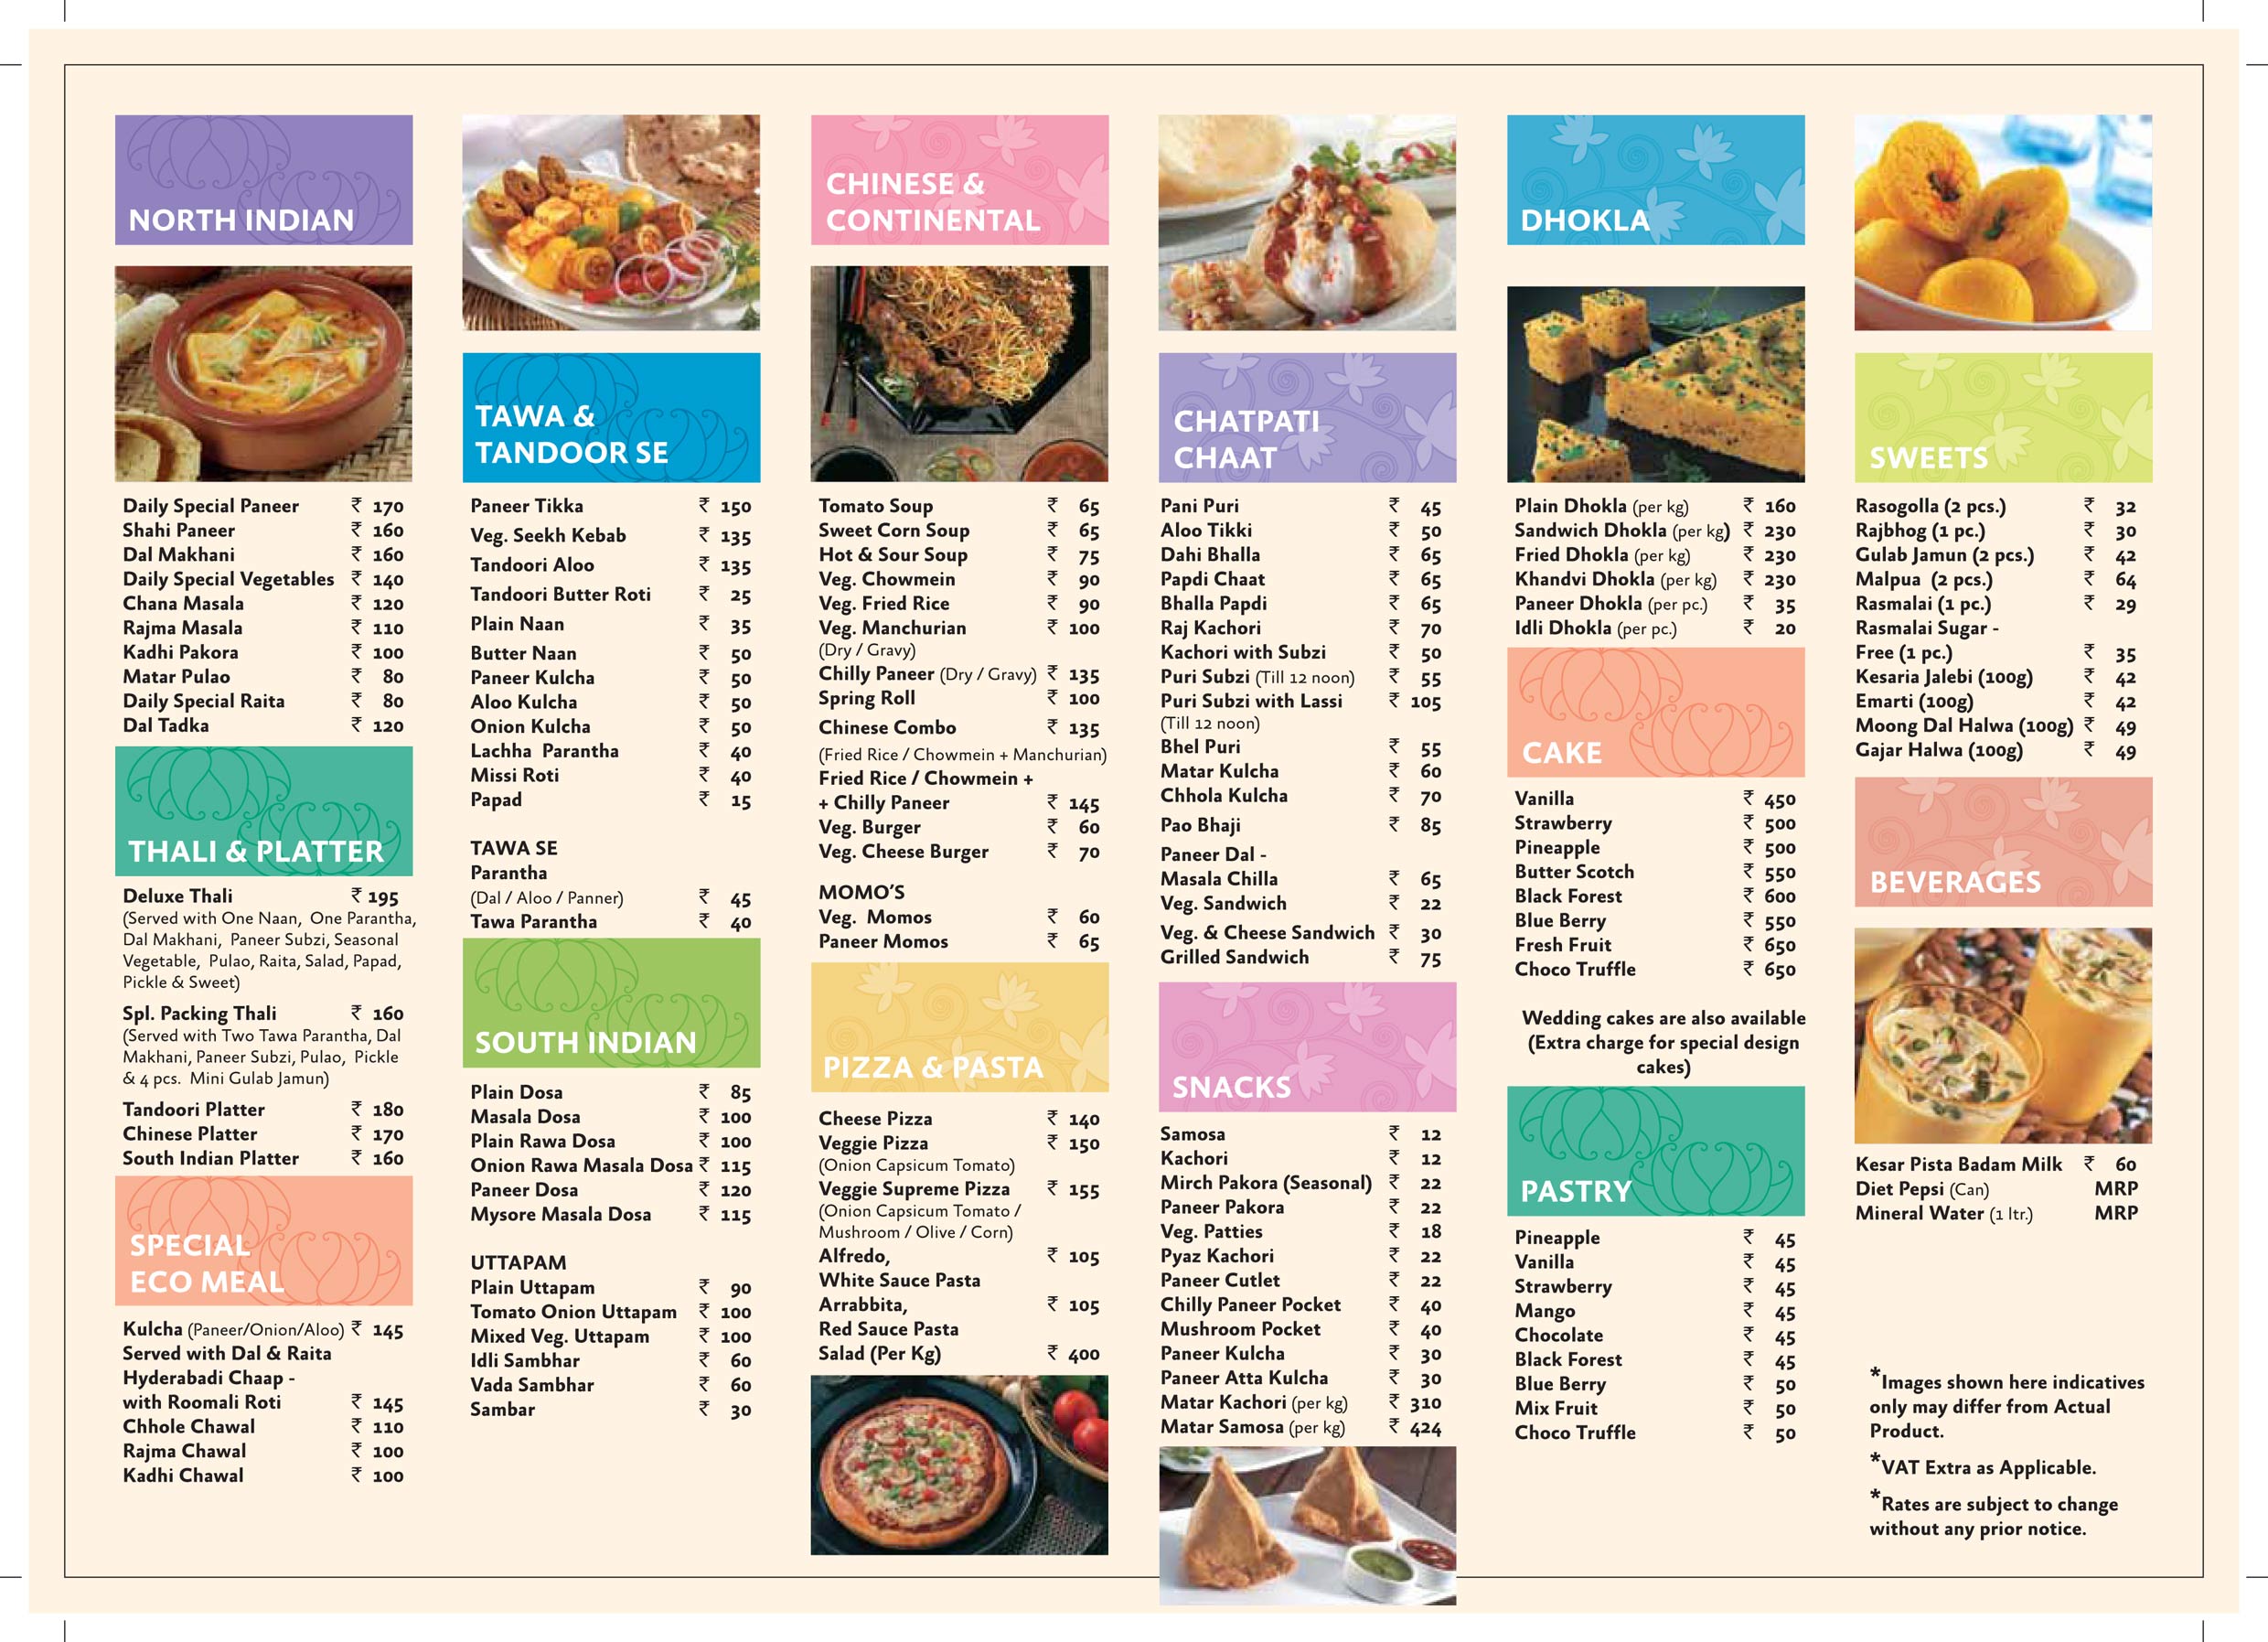 NORTH INDIAN
Daily Special Paneer ₹ 170
Shahi Paneer ₹ 160
Dal Makhani ₹ 160
Daily Special Vegetables ₹ 140
Chana Masala ₹ 120
Rajma Masala ₹ 110
Kadhi Pakora ₹ 100
Matar Pulao ₹ 80
Daily Special Raita ₹ 80
Dal Tadka ₹ 120
THALI & PLATTER
Deluxe Thali ₹ 195
(Served with One Naan, One Parantha,
Dal Makhani, Paneer Subzi, Seasonal
Vegetable, Pulao, Raita, Salad, Papad,
Pickle & Sweet)
Spl. Packing Thali ₹ 160
(Served with Two Tawa Parantha, Dal
Makhani, Paneer Subzi, Pulao, Pickle
& 4 pcs. Mini Gulab Jamun)
Tandoori Platter ₹ 180
Chinese Platter ₹ 170
South Indian Platter ₹ 160
SPECIAL
ECO MEAL
Kulcha (Paneer/Onion/Aloo) ₹ 145
Served with Dal & Raita
Hyderabadi Chaap -
with Roomali Roti ₹ 145
Chhole Chawal ₹ 110
Rajma Chawal ₹ 100
Kadhi Chawal ₹ 100
TAWA &
TANDOOR SE
Paneer Tikka ₹ 150
Veg. Seekh Kebab ₹ 135
Tandoori Aloo ₹ 135
Tandoori Butter Roti ₹ 25
Plain Naan ₹ 35
Butter Naan ₹ 50
Paneer Kulcha ₹ 50
Aloo Kulcha ₹ 50
Onion Kulcha ₹ 50
Lachha Parantha ₹ 40
Missi Roti ₹ 40
Papad ₹ 15
TAWA SE
Parantha
(Dal / Aloo / Panner) ₹ 45
Tawa Parantha ₹ 40
SOUTH INDIAN
Plain Dosa ₹ 85
Masala Dosa ₹ 100
Plain Rawa Dosa ₹ 100
Onion Rawa Masala Dosa ₹ 115
Paneer Dosa ₹ 120
Mysore Masala Dosa ₹ 115
UTTAPAM
Plain Uttapam ₹ 90
Tomato Onion Uttapam ₹ 100
Mixed Veg. Uttapam ₹ 100
Idli Sambhar ₹ 60
Vada Sambhar ₹ 60
Sambar ₹ 30
CHINESE &
CONTINENTAL
Tomato Soup ₹ 65
Sweet Corn Soup ₹ 65
Hot & Sour Soup ₹ 75
Veg. Chowmein ₹ 90
Veg. Fried Rice ₹ 90
Veg. Manchurian ₹ 100
(Dry / Gravy)
Chilly Paneer (Dry / Gravy) ₹ 135
Spring Roll ₹ 100
Chinese Combo ₹ 135
(Fried Rice / Chowmein + Manchurian)
Fried Rice / Chowmein +
+ Chilly Paneer ₹ 145
Veg. Burger ₹ 60
Veg. Cheese Burger ₹ 70
MOMO'S
Veg. Momos ₹ 60
Paneer Momos ₹ 65
PIZZA & PASTA
Cheese Pizza ₹ 140
Veggie Pizza ₹ 150
(Onion Capsicum Tomato)
Veggie Supreme Pizza ₹ 155
(Onion Capsicum Tomato /
Mushroom / Olive / Corn)
Alfredo, ₹ 105
White Sauce Pasta
Arrabbita, ₹ 105
Red Sauce Pasta
Salad (Per Kg) ₹ 400
CHATPATI
CHAAT
Pani Puri ₹ 45
Aloo Tikki ₹ 50
Dahi Bhalla ₹ 65
Papdi Chaat ₹ 65
Bhalla Papdi ₹ 65
Raj Kachori ₹ 70
Kachori with Subzi ₹ 50
Puri Subzi (Till 12 noon) ₹ 55
Puri Subzi with Lassi ₹ 105
(Till 12 noon)
Bhel Puri ₹ 55
Matar Kulcha ₹ 60
Chhola Kulcha ₹ 70
Pao Bhaji ₹ 85
Paneer Dal -
Masala Chilla ₹ 65
Veg. Sandwich ₹ 22
Veg. & Cheese Sandwich ₹ 30
Grilled Sandwich ₹ 75
SNACKS
Samosa ₹ 12
Kachori ₹ 12
Mirch Pakora (Seasonal) ₹ 22
Paneer Pakora ₹ 22
Veg. Patties ₹ 18
Pyaz Kachori ₹ 22
Paneer Cutlet ₹ 22
Chilly Paneer Pocket ₹ 40
Mushroom Pocket ₹ 40
Paneer Kulcha ₹ 30
Paneer Atta Kulcha ₹ 30
Matar Kachori (per kg) ₹ 310
Matar Samosa (per kg) ₹ 424
DHOKLA
Plain Dhokla (per kg) ₹ 160
Sandwich Dhokla (per kg) ₹ 230
Fried Dhokla (per kg) ₹ 230
Khandvi Dhokla (per kg) ₹ 230
Paneer Dhokla (per pc.) ₹ 35
Idli Dhokla (per pc.) ₹ 20
CAKE
Vanilla ₹ 450
Strawberry ₹ 500
Pineapple ₹ 500
Butter Scotch ₹ 550
Black Forest ₹ 600
Blue Berry ₹ 550
Fresh Fruit ₹ 650
Choco Truffle ₹ 650
Wedding cakes are also available
(Extra charge for special design
cakes)
PASTRY
Pineapple ₹ 45
Vanilla ₹ 45
Strawberry ₹ 45
Mango ₹ 45
Chocolate ₹ 45
Black Forest ₹ 45
Blue Berry ₹ 50
Mix Fruit ₹ 50
Choco Truffle ₹ 50
SWEETS
Rasogolla (2 pcs.) ₹ 32
Rajbhog (1 pc.) ₹ 30
Gulab Jamun (2 pcs.) ₹ 42
Malpua (2 pcs.) ₹ 64
Rasmalai (1 pc.) ₹ 29
Rasmalai Sugar -
Free (1 pc.) ₹ 35
Kesaria Jalebi (100g) ₹ 42
Emarti (100g) ₹ 42
Moong Dal Halwa (100g) ₹ 49
Gajar Halwa (100g) ₹ 49
BEVERAGES
Kesar Pista Badam Milk ₹ 60
Diet Pepsi (Can) MRP
Mineral Water (1 ltr.) MRP
*Images shown here indicatives
only may differ from Actual
Product.
*VAT Extra as Applicable.
*Rates are subject to change
without any prior notice.